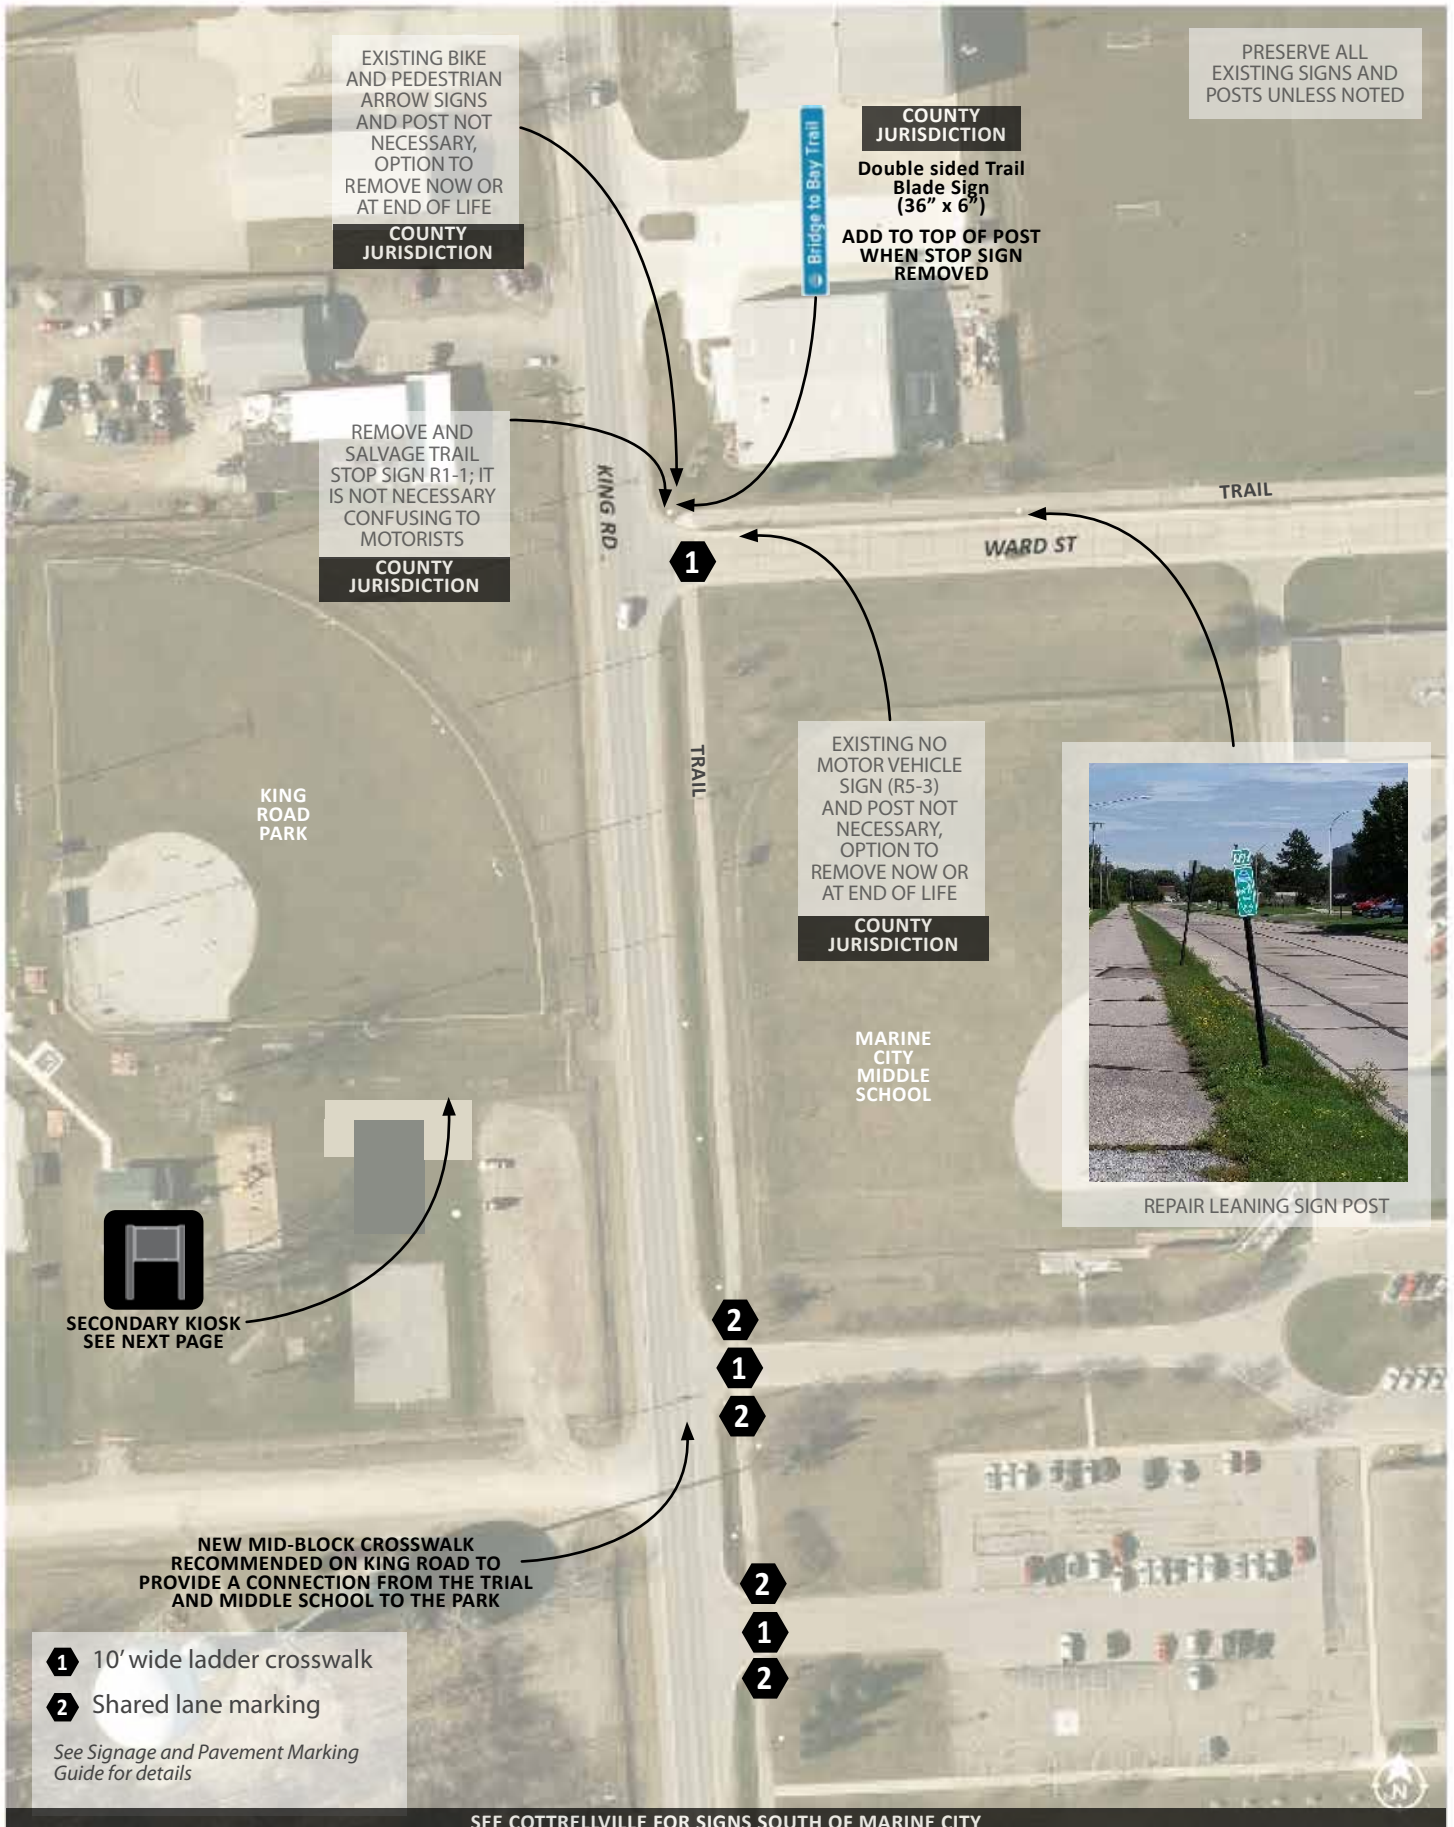 EXISTING BIKE
AND PEDESTRIAN
ARROW SIGNS
AND POST NOT
NECESSARY,
OPTION TO
REMOVE NOW OR
AT END OF LIFE
COUNTY
JURISDICTION
Bridge to Bay Trail
COUNTY
JURISDICTION
Double sided Trail
Blade Sign
(36” x 6”)
ADD TO TOP OF POST
WHEN STOP SIGN
REMOVED
PRESERVE ALL
EXISTING SIGNS AND
POSTS UNLESS NOTED
REMOVE AND
SALVAGE TRAIL
STOP SIGN R1-1; IT
IS NOT NECESSARY
CONFUSING TO
MOTORISTS
COUNTY
JURISDICTION
KING RD
TRAIL
WARD ST
1
TRAIL
KING
ROAD
PARK
EXISTING NO
MOTOR VEHICLE
SIGN (R5-3)
AND POST NOT
NECESSARY,
OPTION TO
REMOVE NOW OR
AT END OF LIFE
COUNTY
JURISDICTION
MARINE
CITY
MIDDLE
SCHOOL
REPAIR LEANING SIGN POST
SECONDARY KIOSK
SEE NEXT PAGE
2
1
2
NEW MID-BLOCK CROSSWALK
RECOMMENDED ON KING ROAD TO
PROVIDE A CONNECTION FROM THE TRIAL
AND MIDDLE SCHOOL TO THE PARK
2
1
2
1 10’ wide ladder crosswalk
2 Shared lane marking
See Signage and Pavement Marking
Guide for details
N
SEE COTTRELLVILLE FOR SIGNS SOUTH OF MARINE CITY